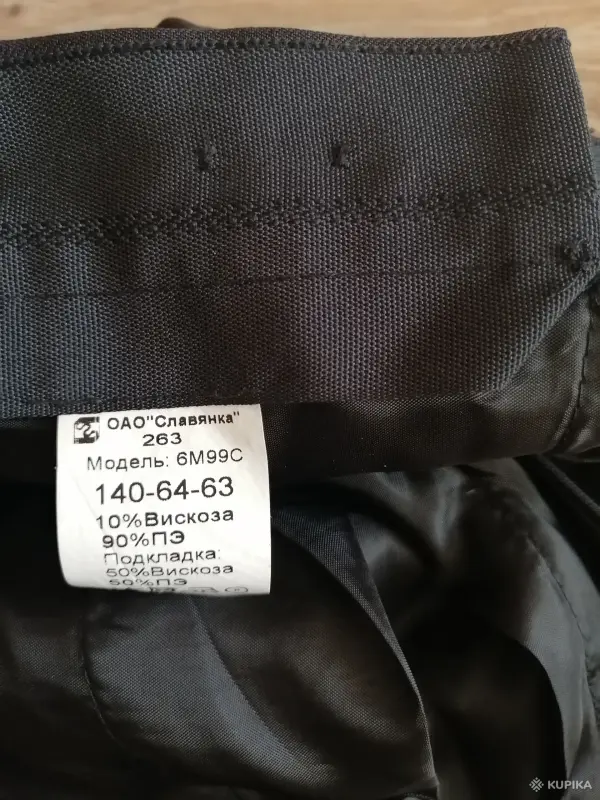 ОАО"Славянка"
263
Модель: 6М99С
140-64-63
10%Вискоза
90%ПЭ
Подкладка:
50%Вискоза
50%ПЭ
KUPIKA